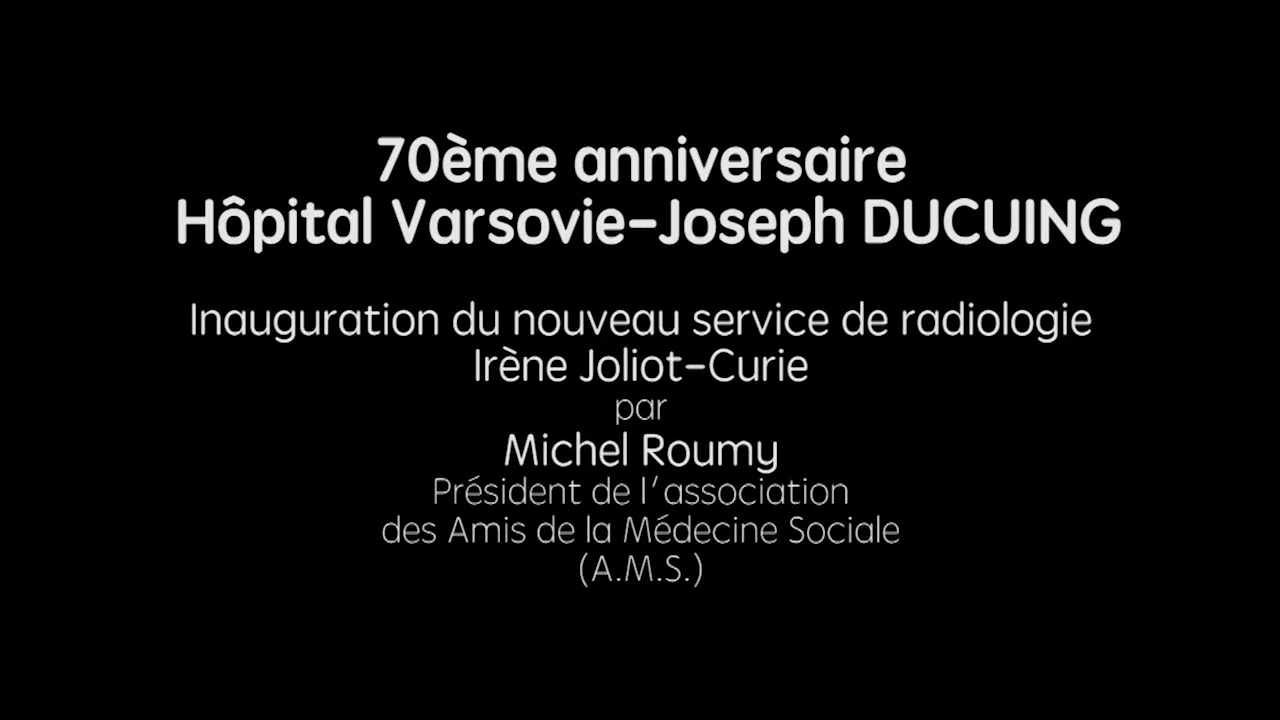 70ème anniversaire
Hôpital Varsovie-Joseph DUCUING
Inauguration du nouveau service de radiologie
Irène Joliot-Curie
par
Michel Roumy
Président de l'association
des Amis de la Médecine Sociale
(A.M.S.)